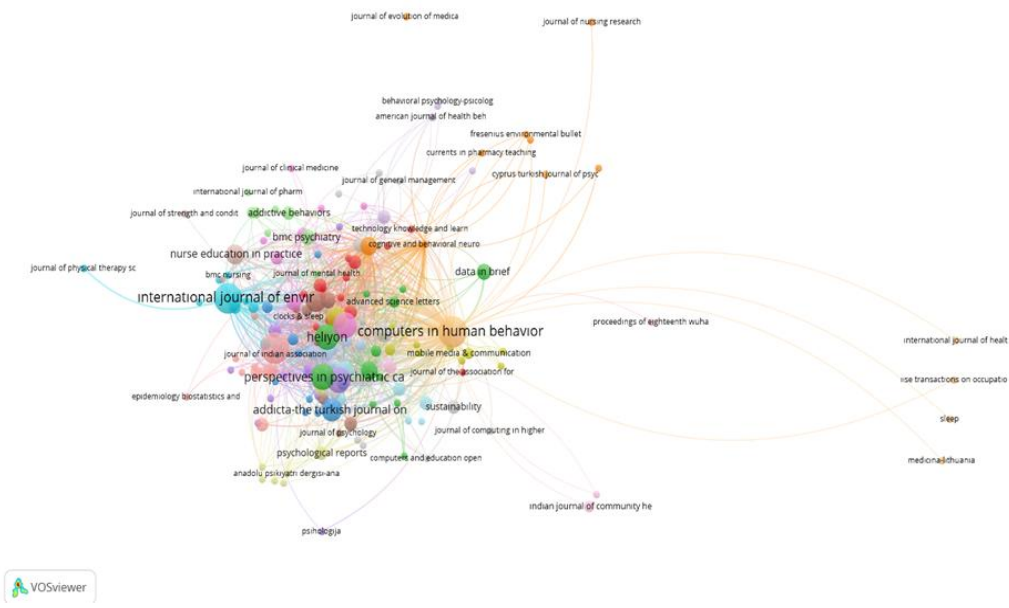 journal of evolution of medica
journal of nursing research
behavioral psychology-psicolog
american journal of health beh
fresenius environmental bullet
currents in pharmacy teaching
journal of clinical medicine
cyprus turkish journal of psyc
journal of general management
international journal of pharm
journal of strength and condit
addictive behaviors
technology knowledge and learn
bmc psychiatry
cognitive and behavioral neuro
nurse education in practice
journal of physical therapy sc
bmc nursing
journal of mental health
data in brief
international journal of envir
advanced science letters
clocks & sleep
proceedings of eighteenth wuha
computers in human behavior
heliyon
international journal of healt
journal of indian association
mobile media & communication
perspectives in psychiatric ca
journal of the association for
iise transactions on occupatio
epidemiology biostatistics and
addicta-the turkish journal on
sustainability
sleep
journal of psychology
journal of computing in higher
psychological reports
computers and education open
medicina-lithuania
anadolu psikiyatri dergisi-ana
indian journal of community he
psihologija
VOSviewer